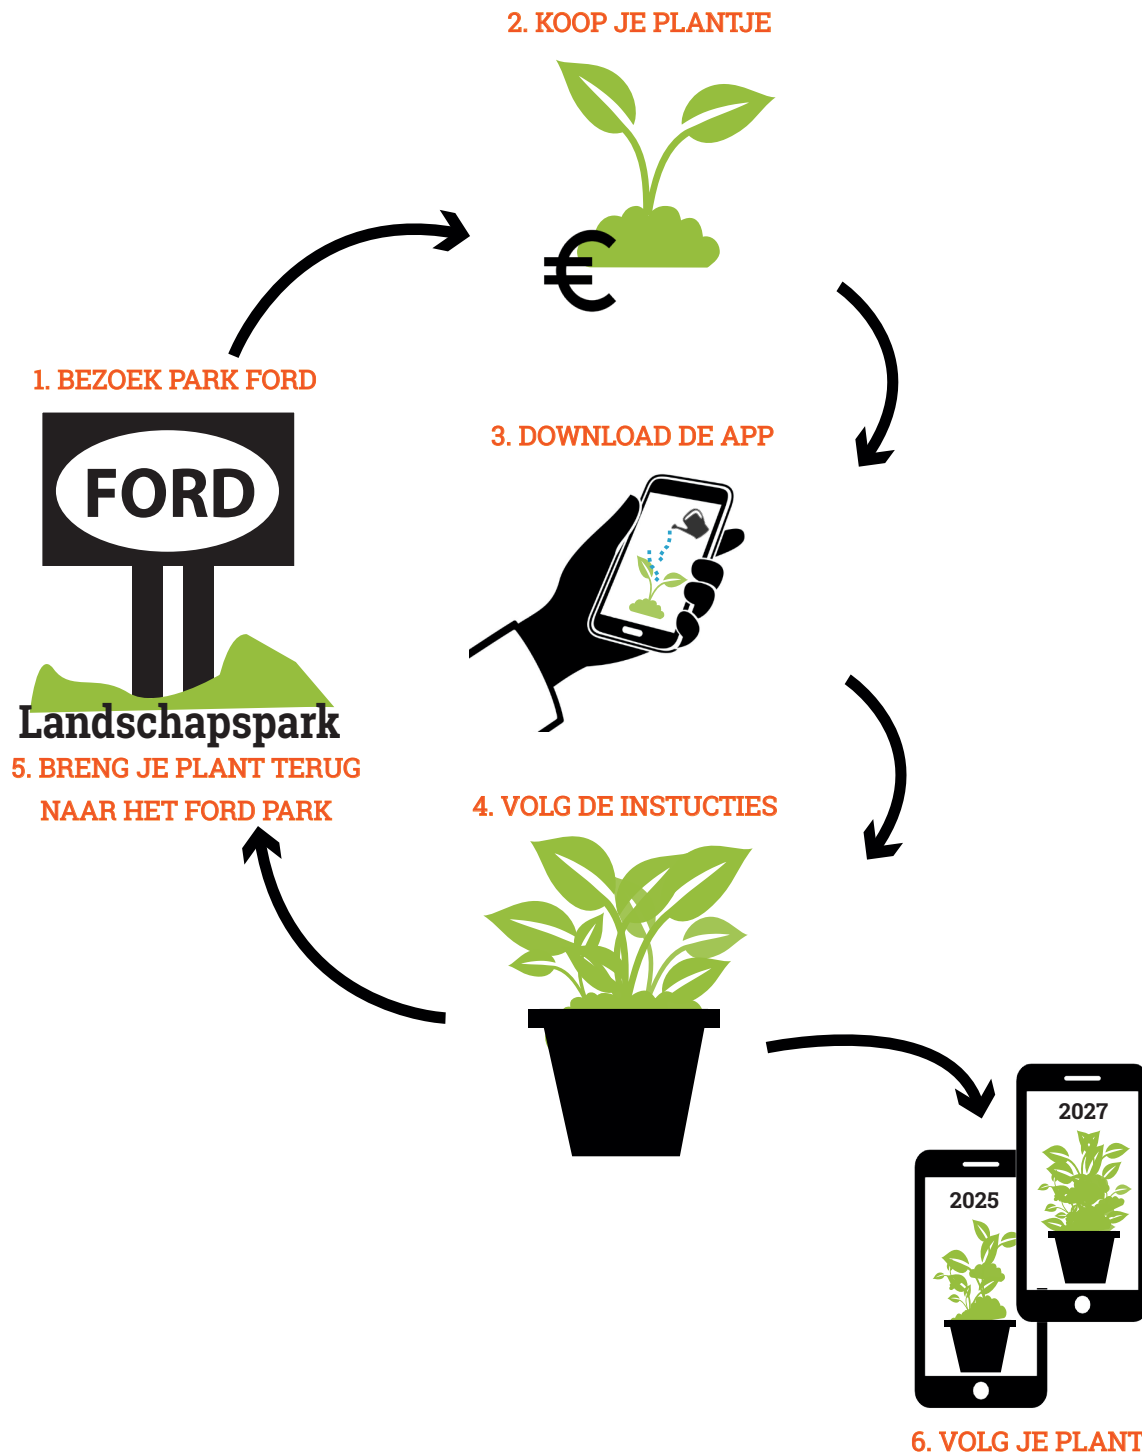 2. KOOP JE PLANTJE
€
1. BEZOEK PARK FORD
FORD
Landschapspark
3. DOWNLOAD DE APP
5. BRENG JE PLANT TERUG
NAAR HET FORD PARK
4. VOLG DE INSTUCTIES
2027
2025
6. VOLG JE PLANT